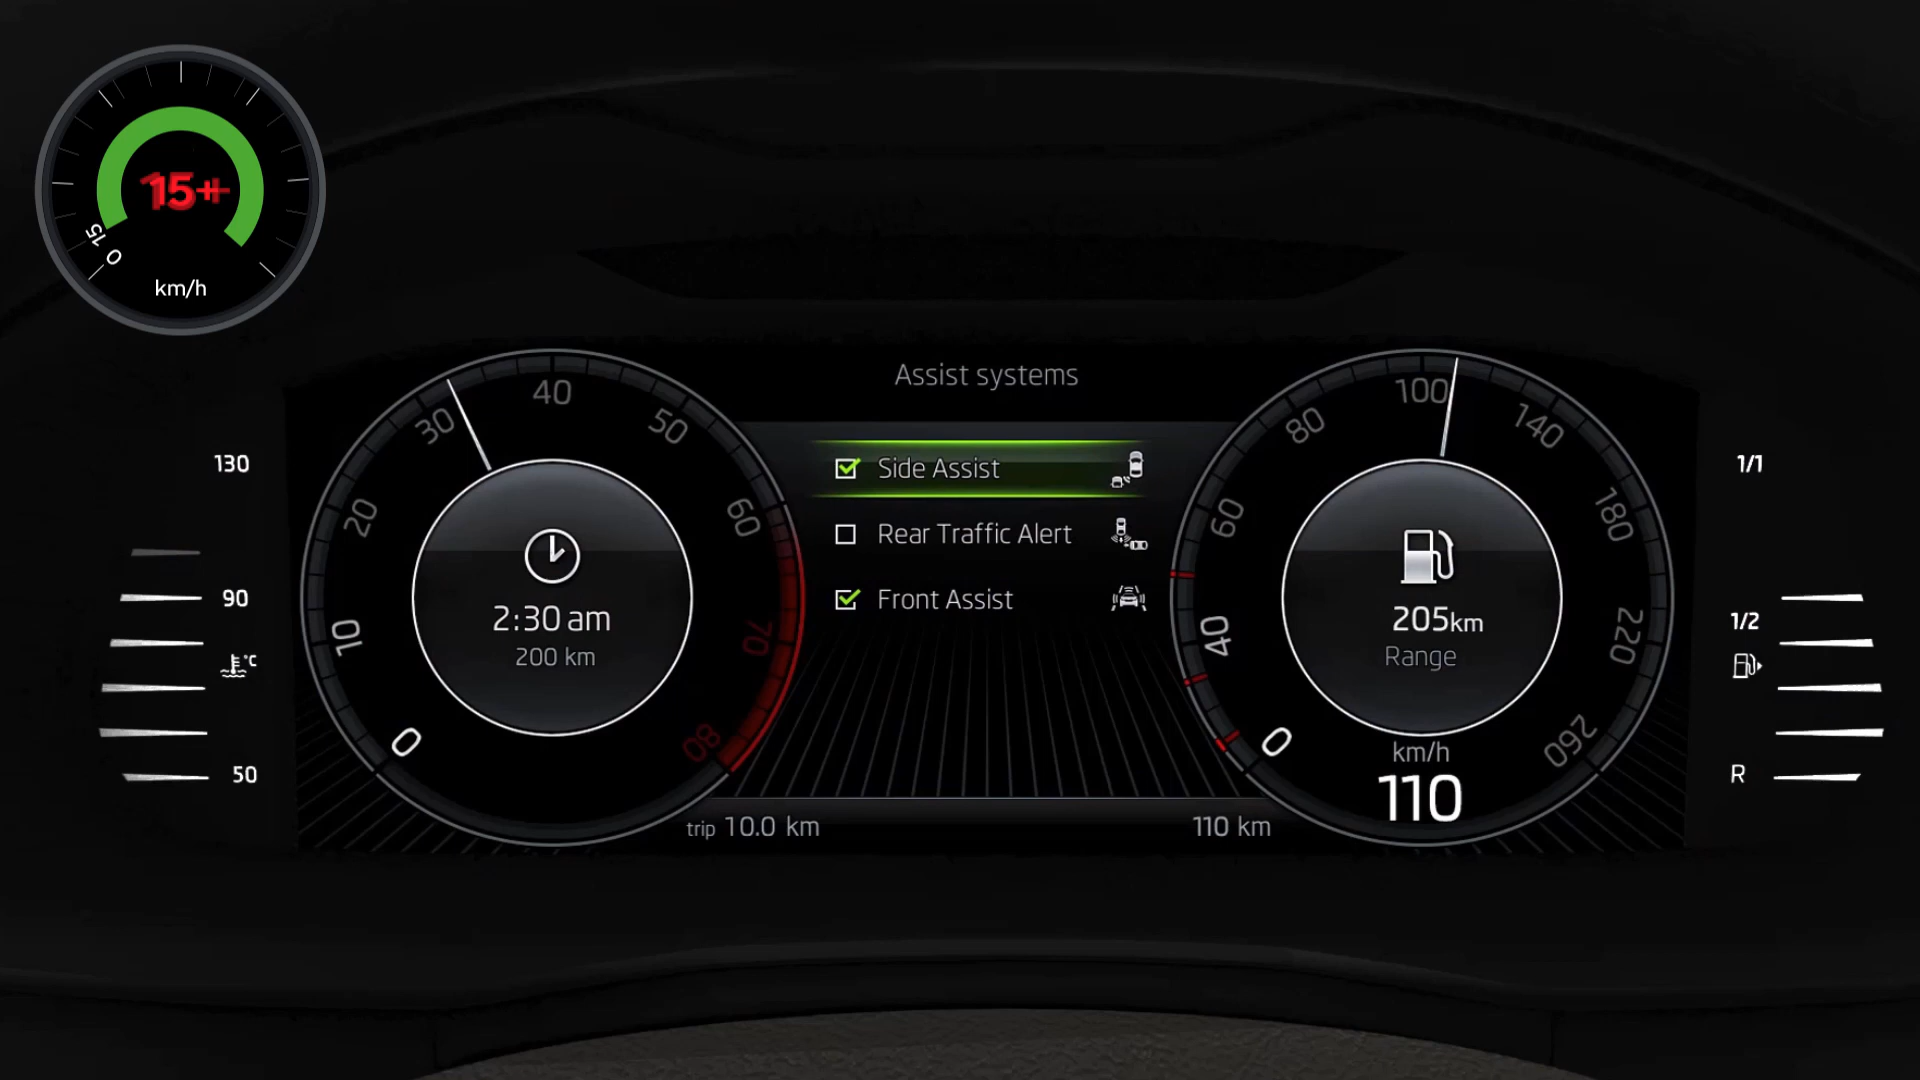 15+
15
0
km/h
Assist systems
Side Assist
Rear Traffic Alert
Front Assist
0
10
20
30
40
50
60
70
80
2:30 am
200 km
0
40
60
80
100
140
180
220
260
205km
Range
km/h
110
130
90
°C
50
1/1
1/2
R
trip 10.0 km
110 km